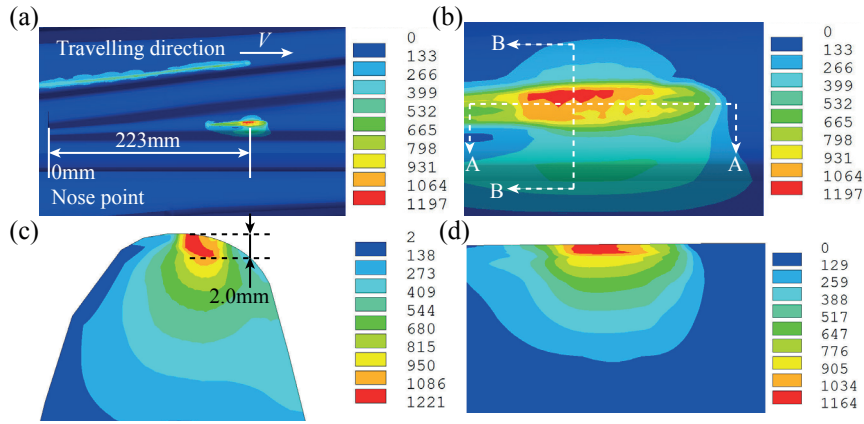 (a)
Travelling direction
V
223mm
0mm
Nose point
0
133
266
399
532
665
798
931
1064
1197
(b)
B
A
A
B
0
133
266
399
532
665
798
931
1064
1197
(c)
2.0mm
2
138
273
409
544
680
815
950
1086
1221
(d)
0
129
259
388
517
647
776
905
1034
1164